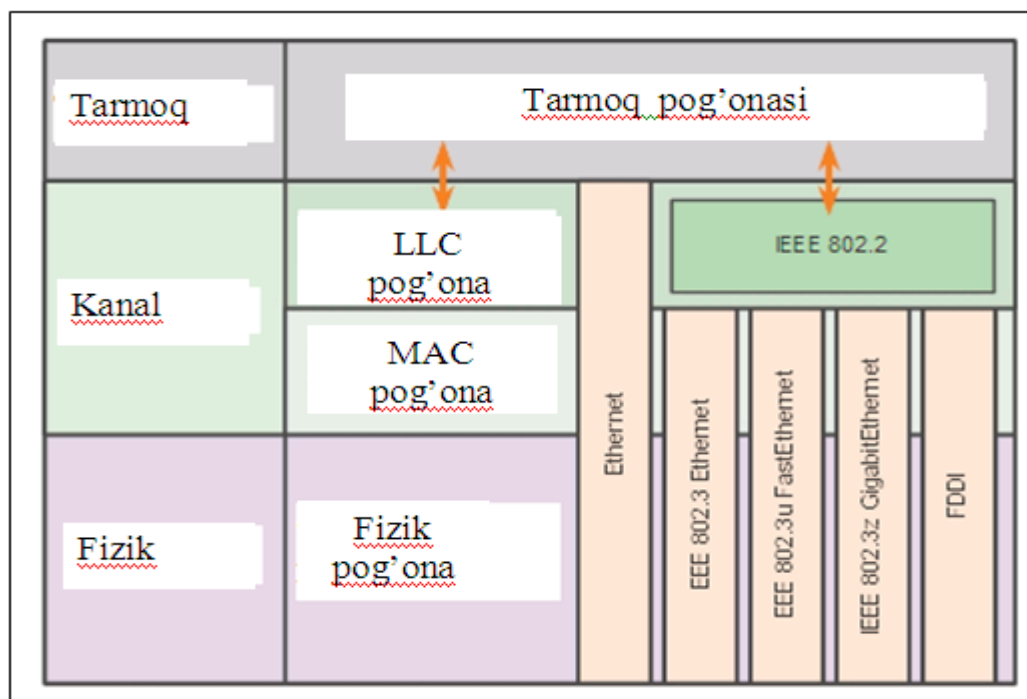 Tarmoq
Tarmoq pog’onasi
Kanal
LLC
pog’ona
IEEE 802.2
MAC
pog’ona
Fizik
Fizik
pog’ona
Ethernet
EEE 802.3 Ethernet
EEE 802.3u FastEthernet
IEEE 802.3z GigabitEthernet
FDDI